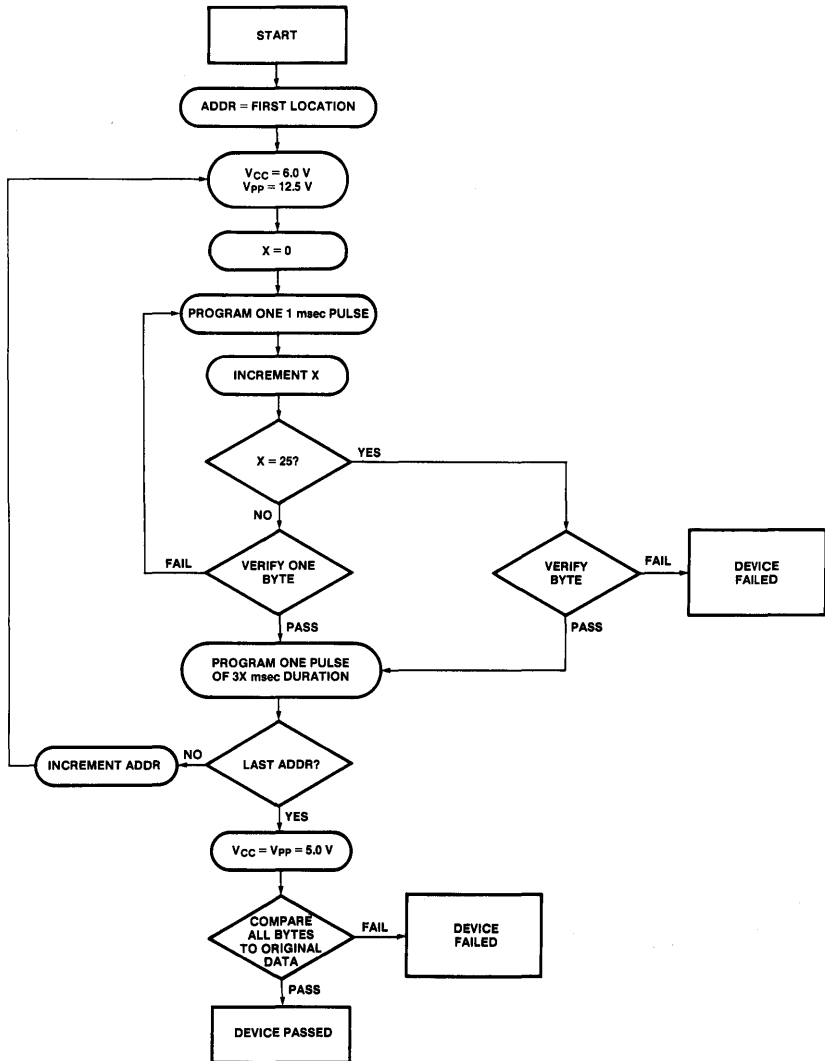 START
ADDR = FIRST LOCATION
VCC = 6.0 V
VPP = 12.5 V
X = 0
PROGRAM ONE 1 msec PULSE
INCREMENT X
X = 25?
YES
NO
VERIFY ONE
BYTE
FAIL
PASS
VERIFY
BYTE
FAIL
DEVICE
FAILED
PASS
PROGRAM ONE PULSE
OF 3X msec DURATION
LAST ADDR?
NO
INCREMENT ADDR
YES
VCC = VPP = 5.0 V
COMPARE
ALL BYTES
TO ORIGINAL
DATA
FAIL
DEVICE
FAILED
PASS
DEVICE PASSED